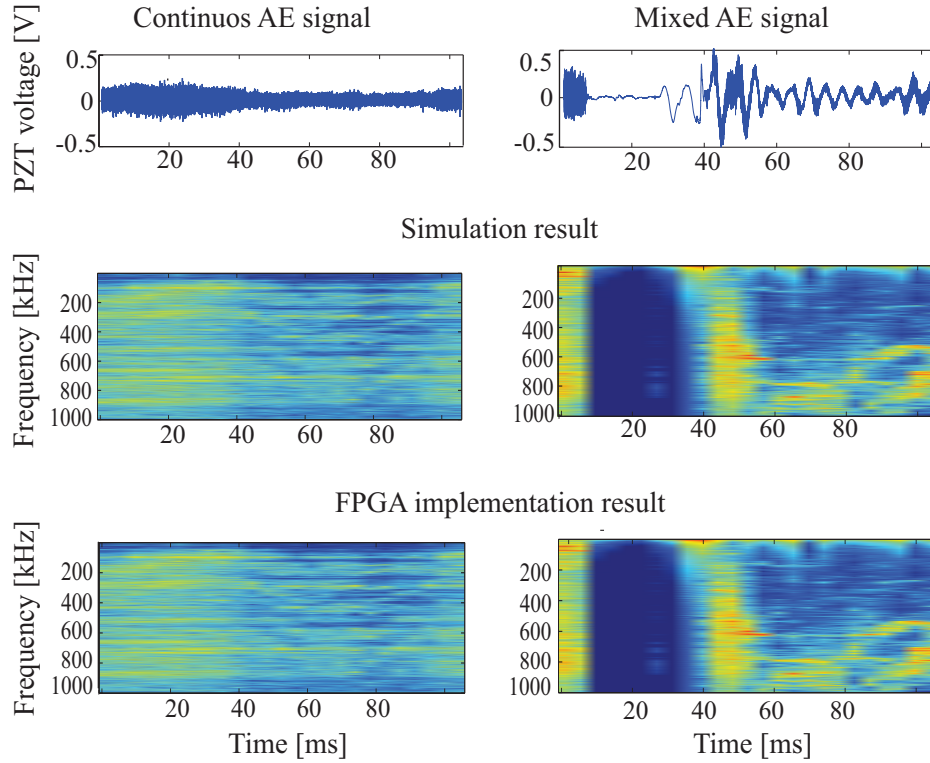 Continuos AE signal
Mixed AE signal
PZT voltage [V]
0.5
0
-0.5
20 40 60 80
0.5
0
-0.5
20 40 60 80 100
Simulation result
Frequency [kHz]
200
400
600
800
1000
20 40 60 80
200
400
600
800
1000
20 40 60 80 100
FPGA implementation result
Frequency [kHz]
200
400
600
800
1000
20 40 60 80
Time [ms]
200
400
600
800
1000
20 40 60 80 100
Time [ms]